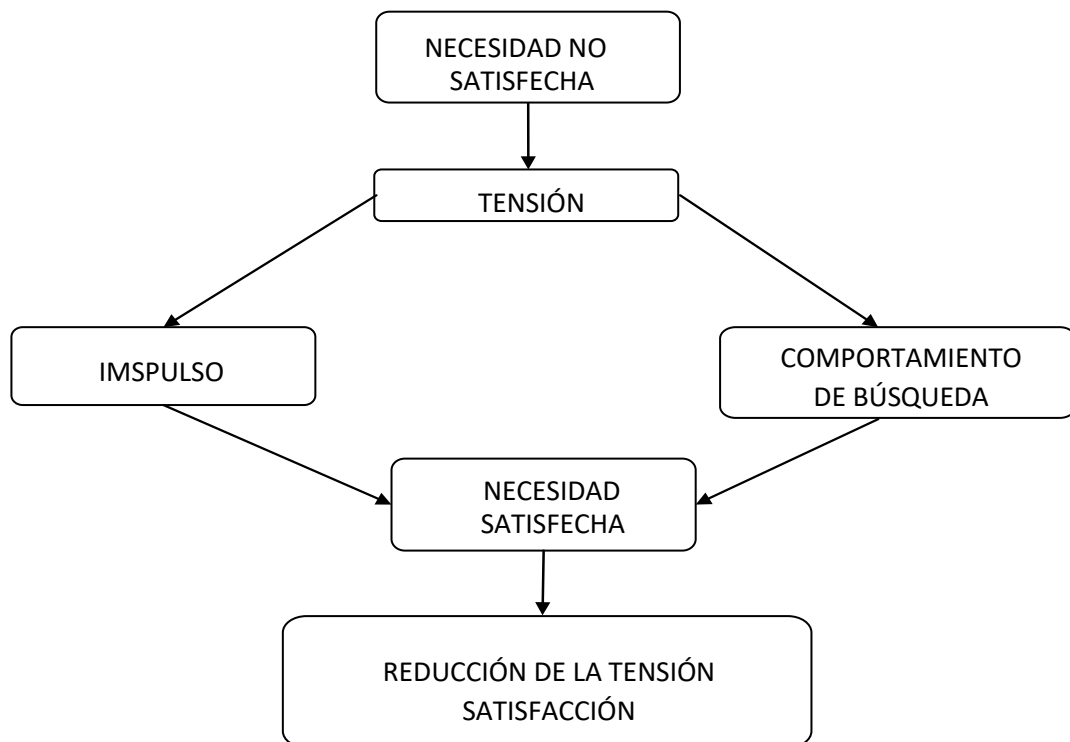 NECESIDAD NO
SATISFECHA
TENSIÓN
IMSPULSO
COMPORTAMIENTO
DE BÚSQUEDA
NECESIDAD
SATISFECHA
REDUCCIÓN DE LA TENSIÓN
SATISFACCIÓN